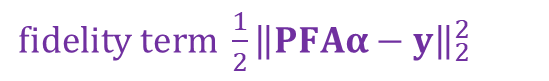 fidelity term ½‖𝐏𝐅𝐀𝛂 − 𝐲‖₂²